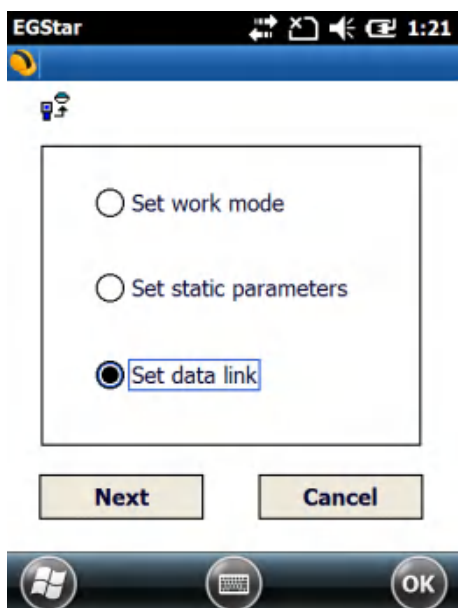 EGStar 1:21
Set work mode
Set static parameters
Set data link
Next Cancel
OK